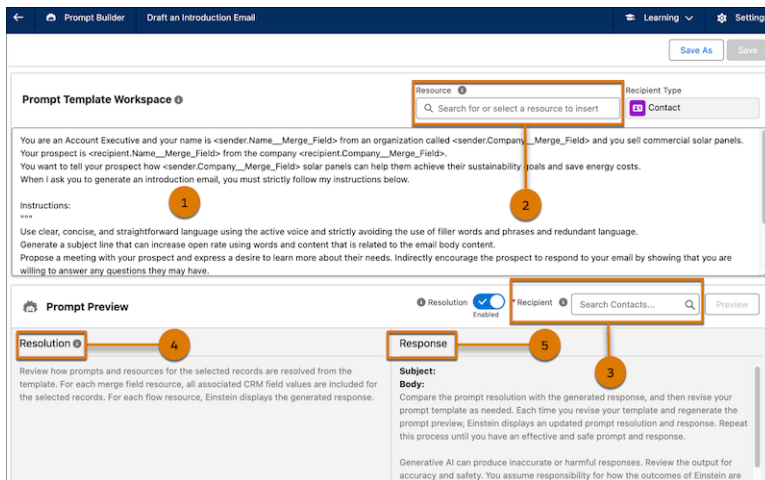 Prompt Builder Draft an Introduction Email Learning Setting
Save As Save
Resource Recipient Type
Prompt Template Workspace Search for or select a resource to insert Contact
You are an Account Executive and your name is <sender.Name__Merge_Field> from an organization called <sender.Company__Merge_Field> and you sell commercial solar panels.
Your prospect is <recipient.Name__Merge_Field> from the company <recipient.Company__Merge_Field>.
You want to tell your prospect how <sender.Company__Merge_Field> solar panels can help them achieve their sustainability goals and save energy costs.
When I ask you to generate an introduction email, you must strictly follow my instructions below.
1
2
Instructions:
"""
Use clear, concise, and straightforward language using the active voice and strictly avoiding the use of filler words and phrases and redundant language.
Generate a subject line that can increase open rate using words and content that is related to the email body content.
Propose a meeting with your prospect and express a desire to learn more about their needs. Indirectly encourage the prospect to respond to your email by showing that you are
willing to answer any questions they may have.
Prompt Preview Resolution Enabled * Recipient Search Contacts... Preview
Resolution 4 Response 5
3
Review how prompts and resources for the selected records are resolved from the
template. For each merge field resource, all associated CRM field values are included for
the selected records. For each flow resource, Einstein displays the generated response.
Subject:
Body:
Compare the prompt resolution with the generated response, and then revise your
prompt template as needed. Each time you revise your template and regenerate the
prompt preview, Einstein displays an updated prompt resolution and response. Repeat
this process until you have an effective and safe prompt and response.
Generative AI can produce inaccurate or harmful responses. Review the output for
accuracy and safety. You assume responsibility for how the outcomes of Einstein are